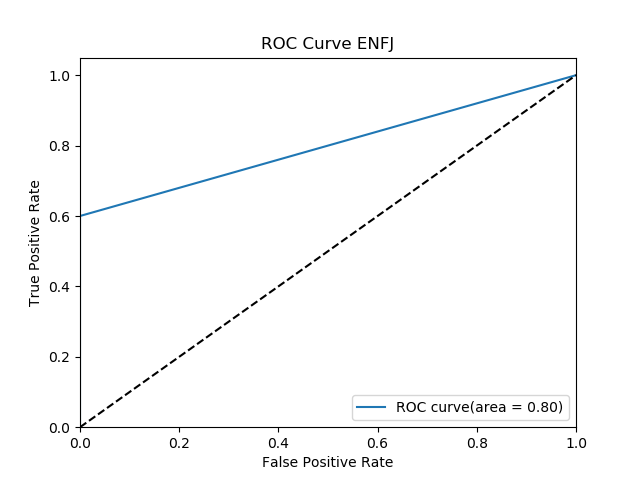 ROC Curve ENFJ
1.0
0.8
0.6
0.4
0.2
0.0
True Positive Rate
ROC curve(area = 0.80)
0.0 0.2 0.4 0.6 0.8 1.0
False Positive Rate